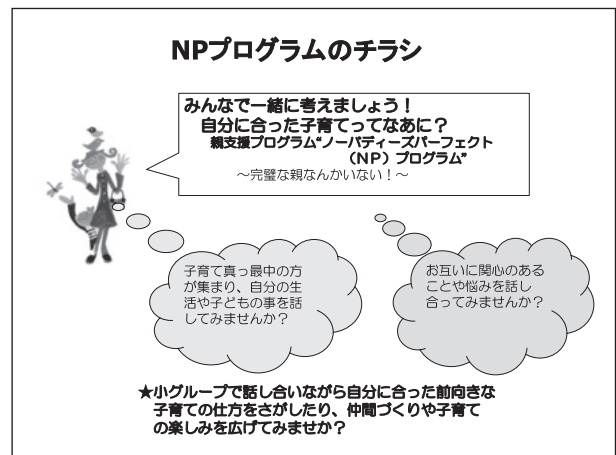 NPプログラムのチラシ
みんなで一緒に考えましょう！
自分に合った子育てってなあに？
親支援プログラム“ノーバディーズパーフェクト
（NP）プログラム”
～完璧な親なんかいない！～
子育て真っ最中の方
が集まり、自分の生
活や子どもの事を話
してみませんか？
お互いに関心のある
ことや悩みを話し
合ってみませんか？
★小グループで話し合いながら自分に合った前向きな
子育ての仕方をさがしたり、仲間づくりや子育て
の楽しみを広げてみませか？